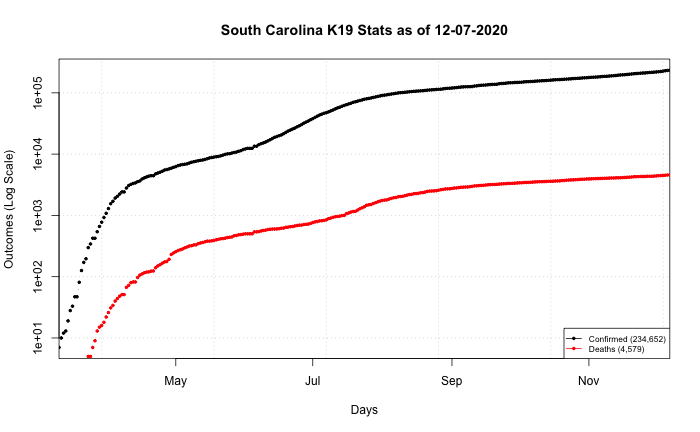 South Carolina K19 Stats as of 12-07-2020
Outcomes (Log Scale)
1e+05
1e+04
1e+03
1e+02
1e+01
May
Jul
Sep
Nov
Days
Confirmed (234,652)
Deaths (4,579)